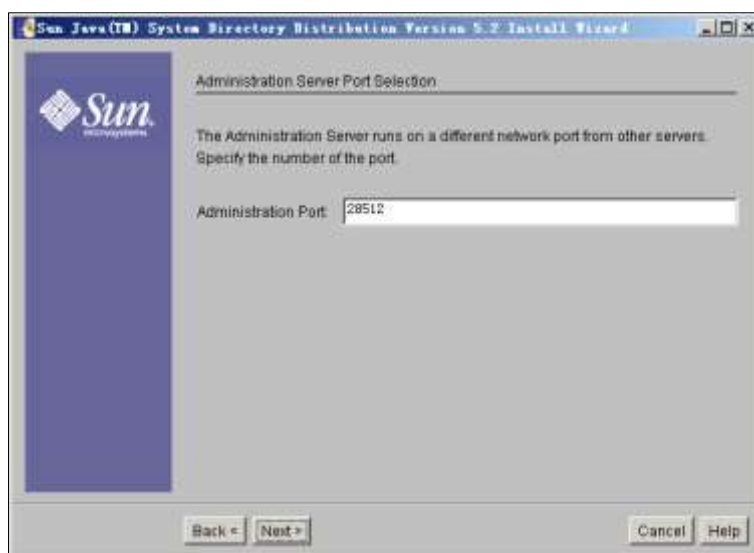 Sun Java(TM) System Directory Distribution Version 5.2 Install Wizard
Sun
microsystems
Administration Server Port Selection
The Administration Server runs on a different network port from other servers.
Specify the number of the port.
Administration Port
28512
Back <
Next >
Cancel
Help